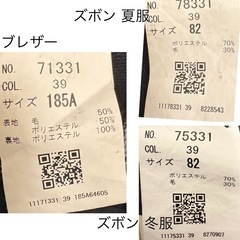 ズボン 夏服
ブレザー
NO. 71331
COL. 39
サイズ 185A
表地 毛 50%
ポリエステル 50%
裏地 ポリエステル 100%
11171331 39 185A64605
NO. 78331
COL. 39
サイズ 82
ポリエステル 70%
毛 30%
11178331 39 8228543
NO. 75331
COL. 39
サイズ 82
ポリエステル 70%
毛 30%
11175331 39 8270907
ズボン 冬服